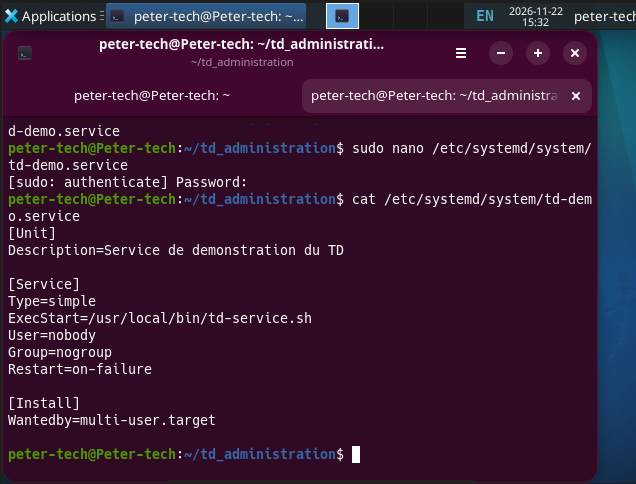 Applications
peter-tech@Peter-tech: ~...
EN
2026-11-22
15:32
peter-tech
peter-tech@Peter-tech: ~/td_administrati...
~/td_administration
peter-tech@Peter-tech: ~
peter-tech@Peter-tech: ~/td_administra
d-demo.service
peter-tech@Peter-tech:~/td_administration$ sudo nano /etc/systemd/system/
td-demo.service
[sudo: authenticate] Password:
peter-tech@Peter-tech:~/td_administration$ cat /etc/systemd/system/td-dem
o.service
[Unit]
Description=Service de demonstration du TD
[Service]
Type=simple
ExecStart=/usr/local/bin/td-service.sh
User=nobody
Group=nogroup
Restart=on-failure
[Install]
Wantedby=multi-user.target
peter-tech@Peter-tech:~/td_administration$